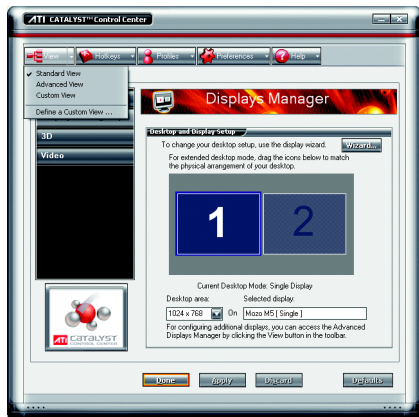 ATI CATALYST™ Control Center
View Hotkeys Profiles Preferences Help
Standard View
Advanced View
Custom View
Define a Custom View ...
Displays Manager
3D
Video
Desktop and Display Setup
To change your desktop setup, use the display wizard.
Wizard...
For extended desktop mode, drag the icons below to match
the physical arrangement of your desktop.
1
2
Current Desktop Mode: Single Display
Desktop area:
Selected display:
1024 x 768
On
Mozo M5 [ Single ]
For configuring additional displays, you can access the Advanced
Displays Manager by clicking the View button in the toolbar.
ATI CATALYST
CONTROL CENTER
Done
Apply
Discard
Defaults